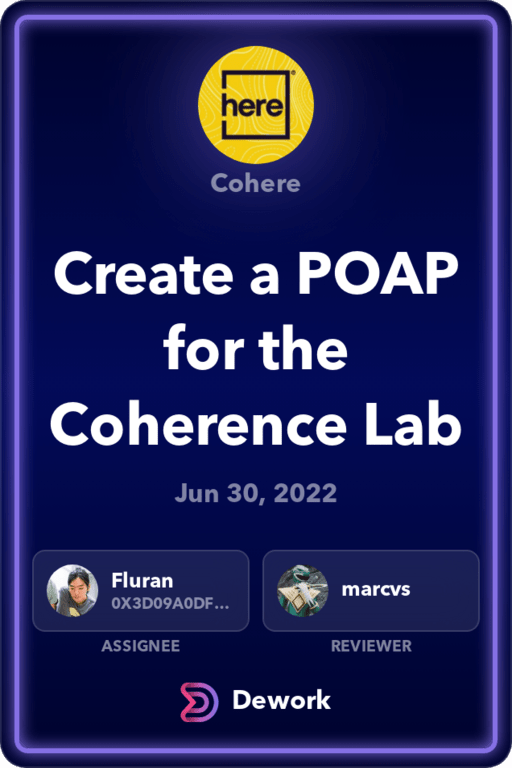 here
Cohere
Create a POAP
for the
Coherence Lab
Jun 30, 2022
Fluran
0X3D09A0DF...
marcvs
ASSIGNEE
REVIEWER
Dework